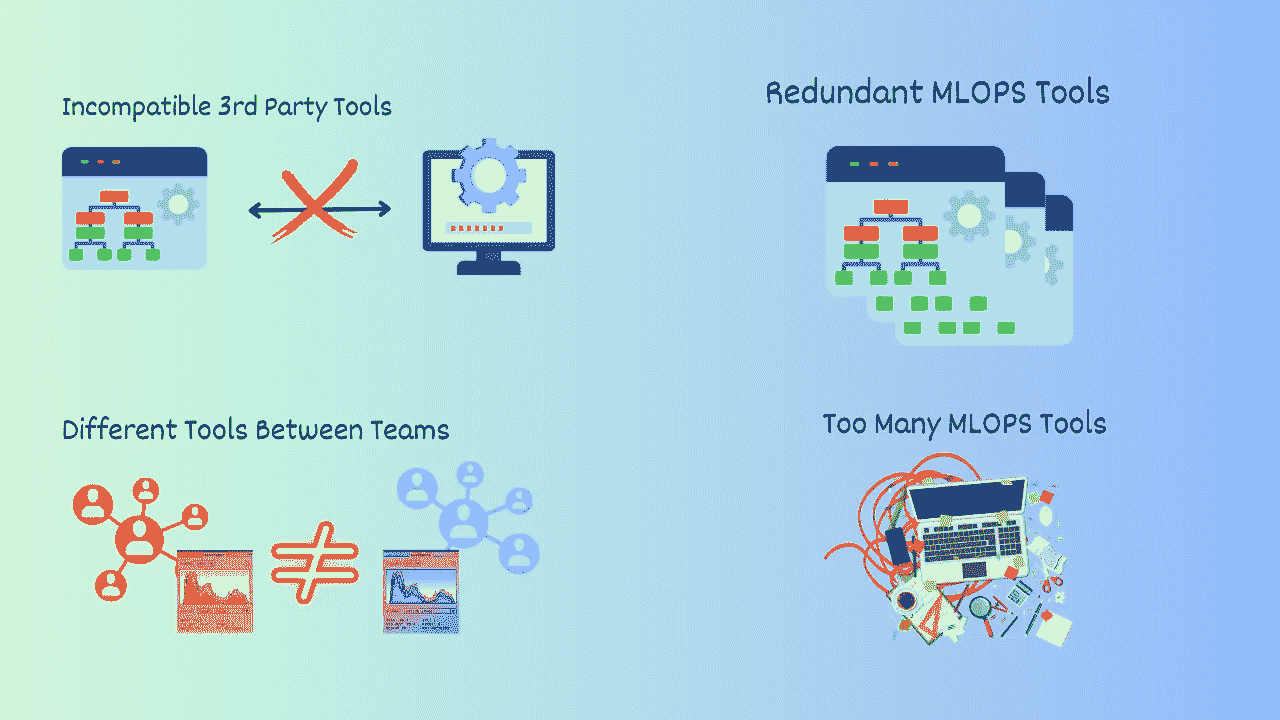 Incompatible 3rd Party Tools
Redundant MLOPS Tools
Different Tools Between Teams
Too Many MLOPS Tools